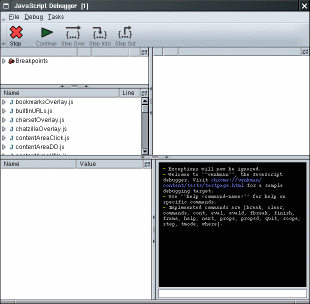 JavaScript Debugger [1]
File Debug Tasks
Stop Continue Step Over Step Into Step Out
Breakpoints
Name Line
bookmarksOverlay.js
builtinURLs.js
charsetOverlay.js
chatzillaOverlay.js
contentAreaClick.js
contentAreaDD.js
Name Value
- Exceptions will now be ignored.
- Welcome to ``venkman'', the JavaScript
debugger. Visit chrome://venkman/
content/tests/testpage.html for a sample
debugging target.
- Use ``help <command-name>'' for help on
specific commands.
- Implemented commands are [break, clear,
commands, cont, eval, evald, fbreak, finish,
frame, help, next, props, propsd, quit, scope,
step, tmode, where].